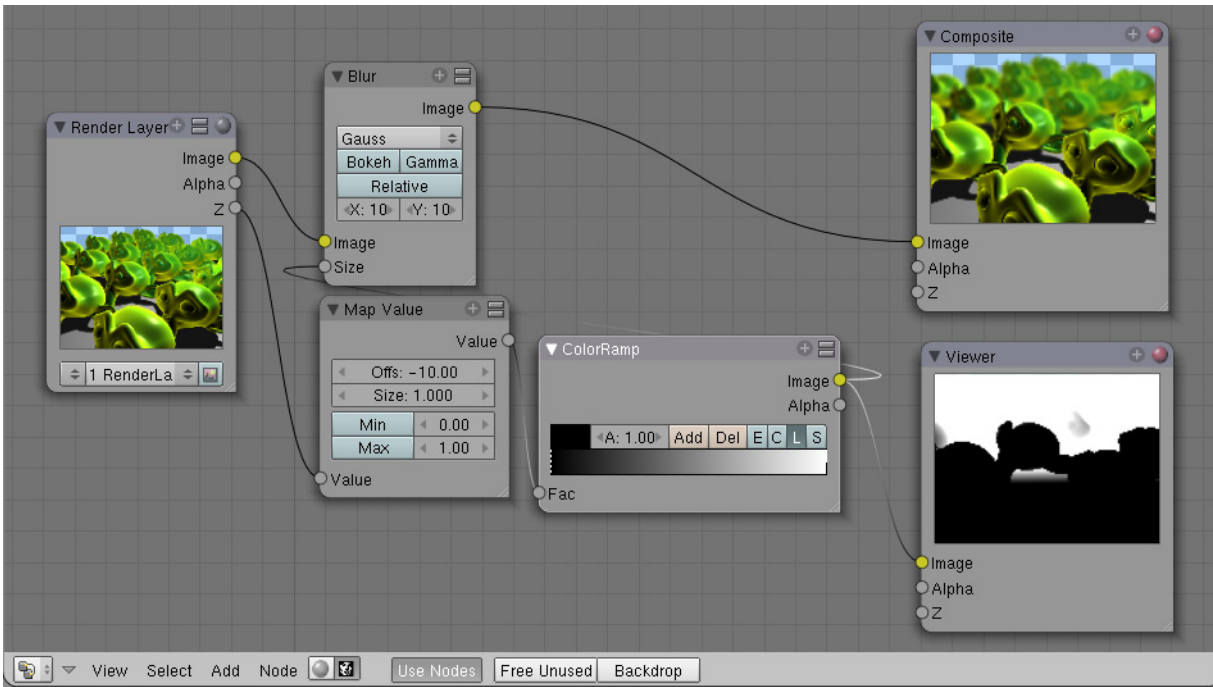 Render Layer
Image
Alpha
Z
1 RenderLa
Blur
Image
Gauss
Bokeh Gamma
Relative
X: 10 Y: 10
Image
Size
Map Value
Value
Offs: -10.00
Size: 1.000
Min 0.00
Max 1.00
Value
ColorRamp
Image
Alpha
A: 1.00 Add Del E C L S
Fac
Composite
Image
Alpha
Z
Viewer
Image
Alpha
Z
View Select Add Node Use Nodes Free Unused Backdrop